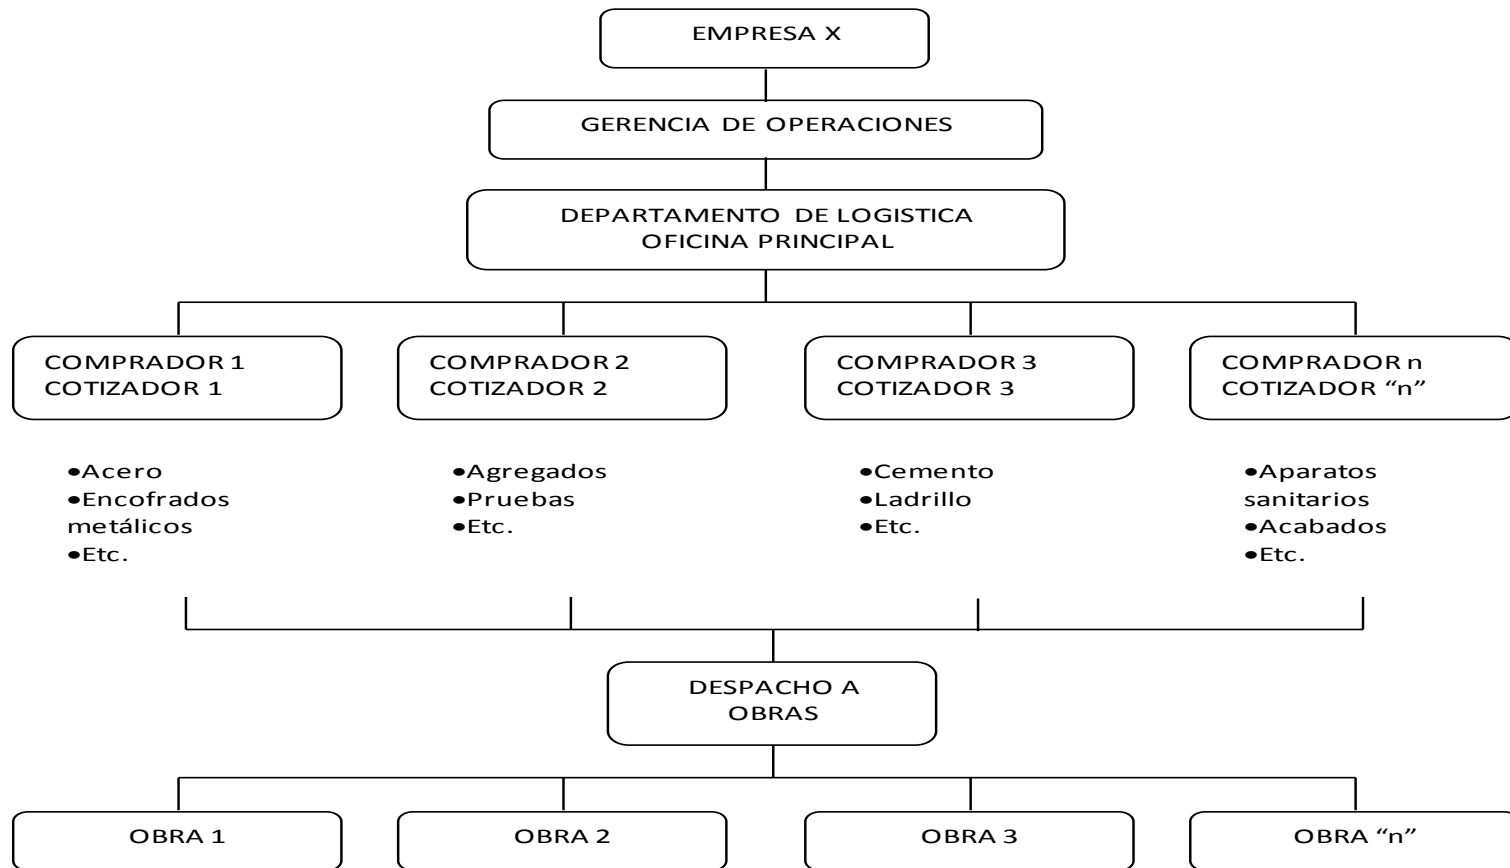 EMPRESA X
GERENCIA DE OPERACIONES
DEPARTAMENTO DE LOGISTICA
OFICINA PRINCIPAL
COMPRADOR 1
COTIZADOR 1
COMPRADOR 2
COTIZADOR 2
COMPRADOR 3
COTIZADOR 3
COMPRADOR n
COTIZADOR “n”
•Acero
•Encofrados
metálicos
•Etc.
•Agregados
•Pruebas
•Etc.
•Cemento
•Ladrillo
•Etc.
•Aparatos
sanitarios
•Acabados
•Etc.
DESPACHO A
OBRAS
OBRA 1
OBRA 2
OBRA 3
OBRA “n”